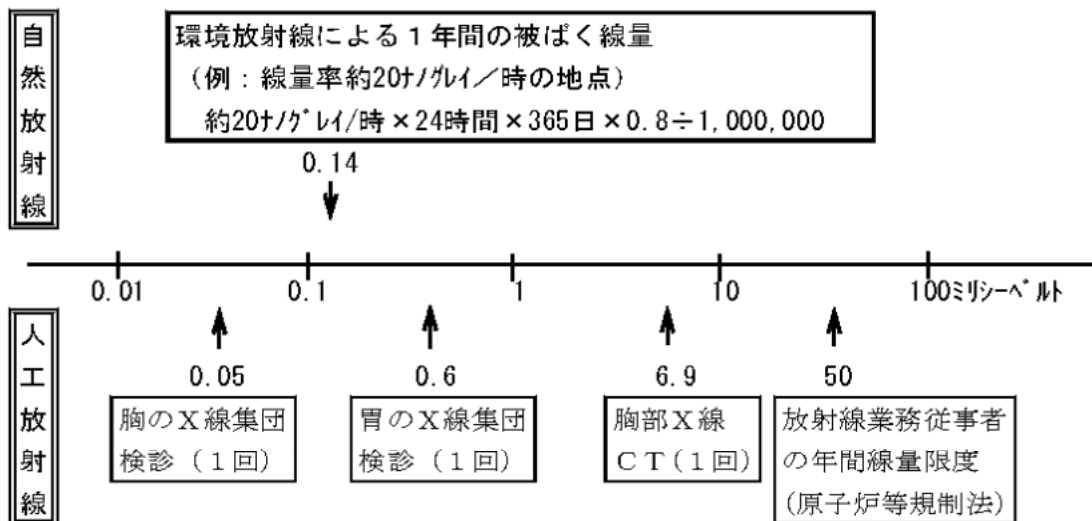 自然放射線
環境放射線による１年間の被ばく線量
（例：線量率約20ﾅﾉｸﾞﾚｲ／時の地点）
約20ﾅﾉｸﾞﾚｲ/時×24時間×365日×0.8÷1,000,000
0.14
0.01
0.1
1
10
100ﾐﾘｼｰﾍﾞﾙﾄ
人工放射線
0.05
胸のＸ線集団
検診（１回）
0.6
胃のＸ線集団
検診（１回）
6.9
胸部Ｘ線
ＣＴ(１回)
50
放射線業務従事者
の年間線量限度
(原子炉等規制法)